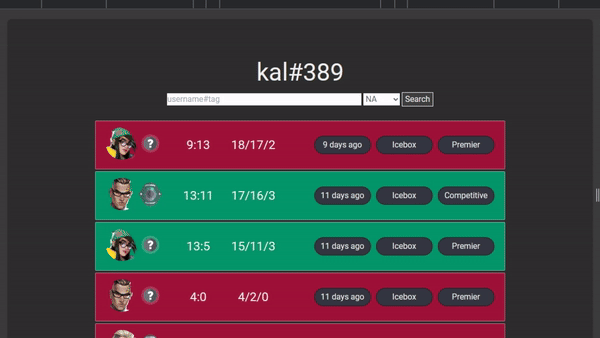 kal#389
username#tag NA Search
? 9:13 18/17/2 9 days ago Icebox Premier
13:11 17/16/3 11 days ago Icebox Competitive
? 13:5 15/11/3 11 days ago Icebox Premier
? 4:0 4/2/0 11 days ago Icebox Premier